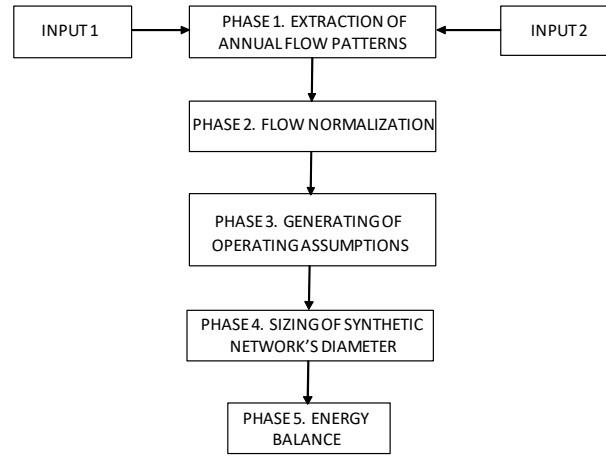 INPUT 1
PHASE 1. EXTRACTION OF
ANNUAL FLOW PATTERNS
INPUT 2
PHASE 2. FLOW NORMALIZATION
PHASE 3. GENERATING OF
OPERATING ASSUMPTIONS
PHASE 4. SIZING OF SYNTHETIC
NETWORK'S DIAMETER
PHASE 5. ENERGY
BALANCE